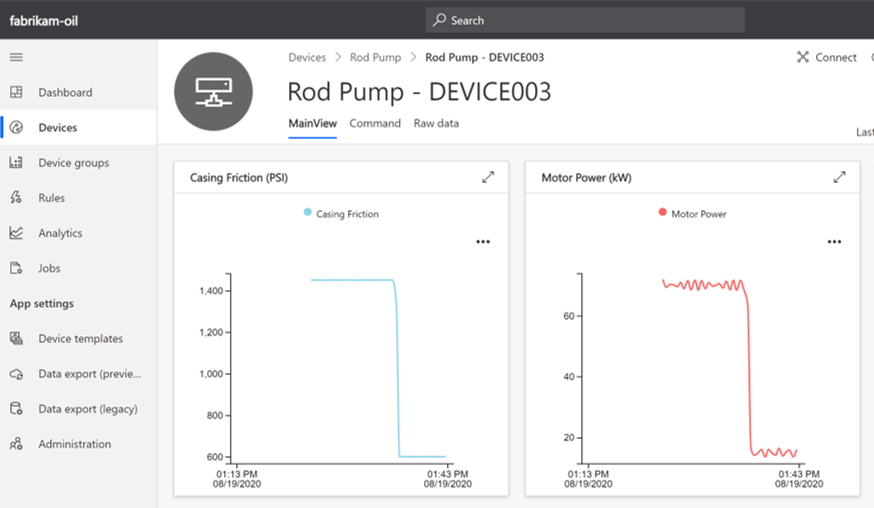 fabrikam-oil
Search
Dashboard
Devices
Device groups
Rules
Analytics
Jobs
App settings
Device templates
Data export (previe...
Data export (legacy)
Administration
Devices > Rod Pump > Rod Pump - DEVICE003
Connect
Rod Pump - DEVICE003
MainView Command Raw data
Last
Casing Friction (PSI)
Casing Friction
1,400
1,200
1,000
800
600
01:13 PM 01:43 PM
08/19/2020 08/19/2020
Motor Power (kW)
Motor Power
60
40
20
01:13 PM 01:43 PM
08/19/2020 08/19/2020